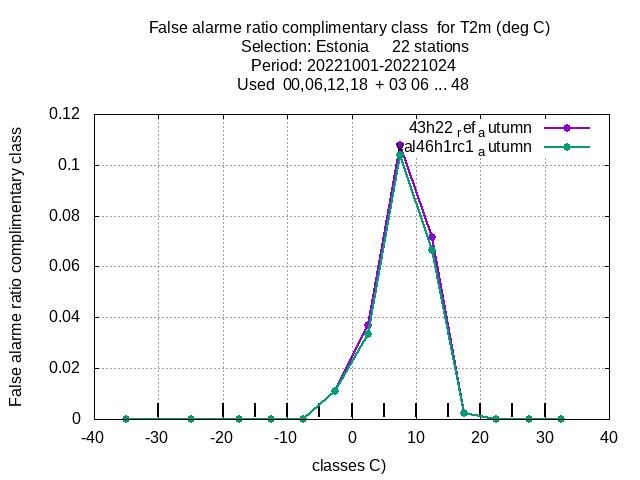 False alarme ratio complimentary class for T2m (deg C)
Selection: Estonia 22 stations
Period: 20221001-20221024
Used 00,06,12,18 + 03 06 ... 48
False alarme ratio complimentary class
0.12
0.1
0.08
0.06
0.04
0.02
0
43h22 ref autumn
al46h1rc1 autumn
-40 -30 -20 -10 0 10 20 30 40
classes C)